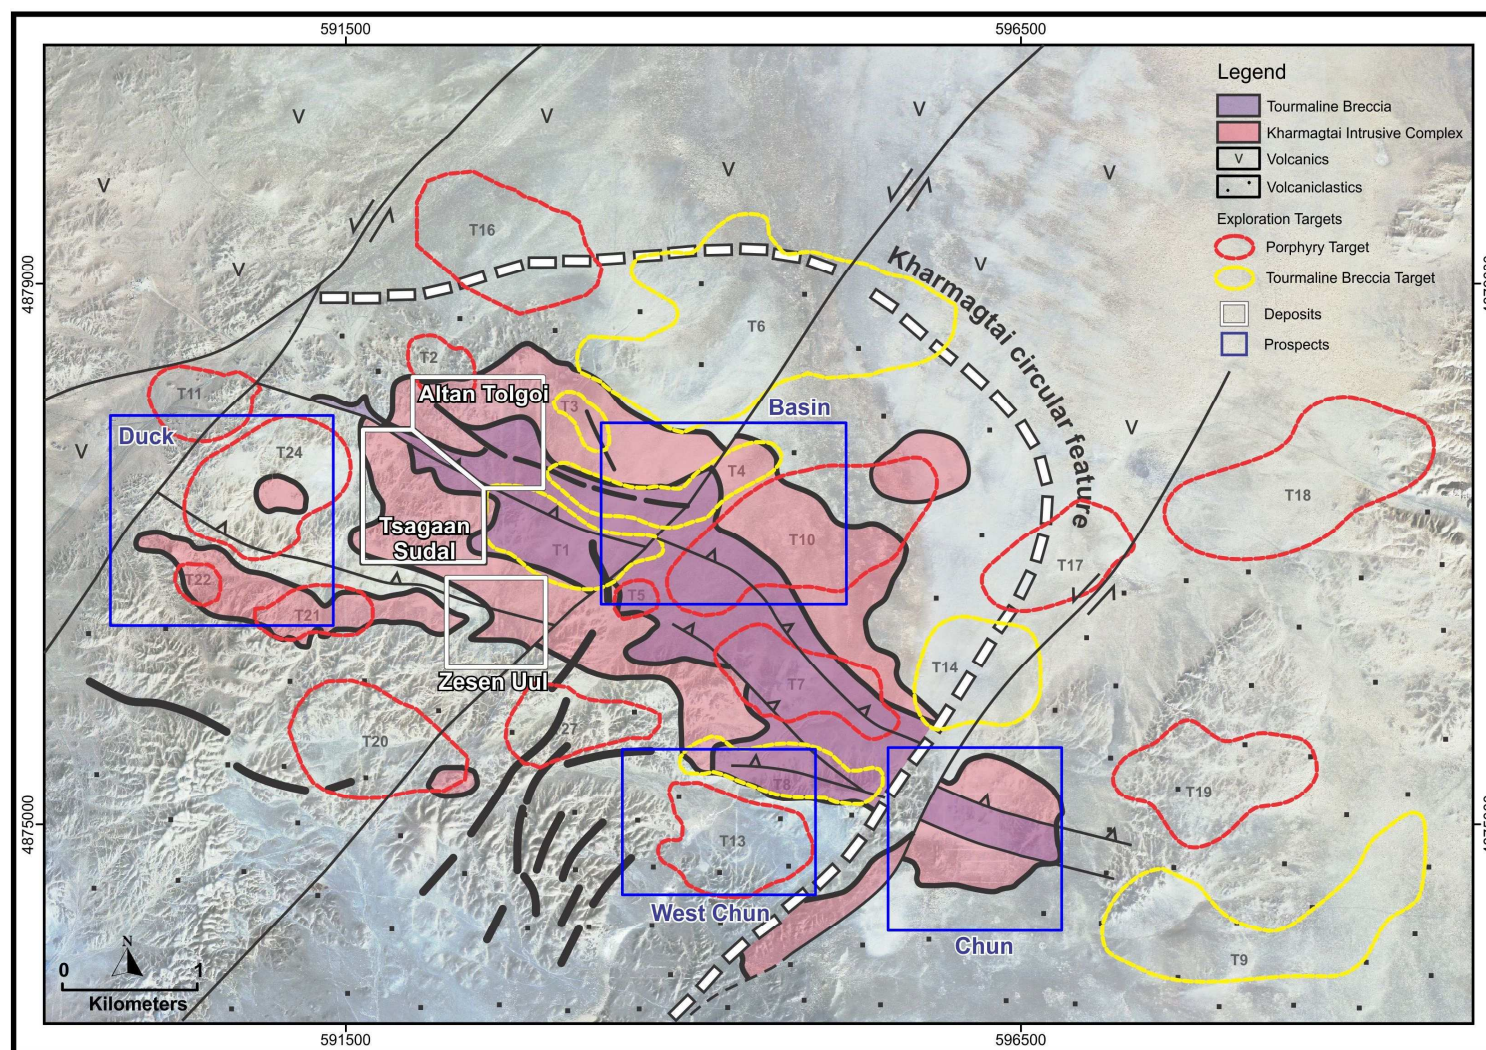 591500
596500
Legend
Tourmaline Breccia
Kharmagtai Intrusive Complex
V
Volcanics
Volcaniclastics
Exploration Targets
Porphyry Target
Tourmaline Breccia Target
Deposits
Prospects
V
V
V
V
V
V
V
V
V
V
T16
4879000
Kharmagtai circular feature
T6
T2
T11
Altan Tolgoi
T3
Basin
Duck
T24
T4
T18
Tsagaan
Sudal
T1
T10
T17
T22
T5
T21
T14
Zesen Uul
T7
T20
27
T8
T19
4875000
T13
West Chun
Chun
T9
N
0
1
Kilometers
591500
596500